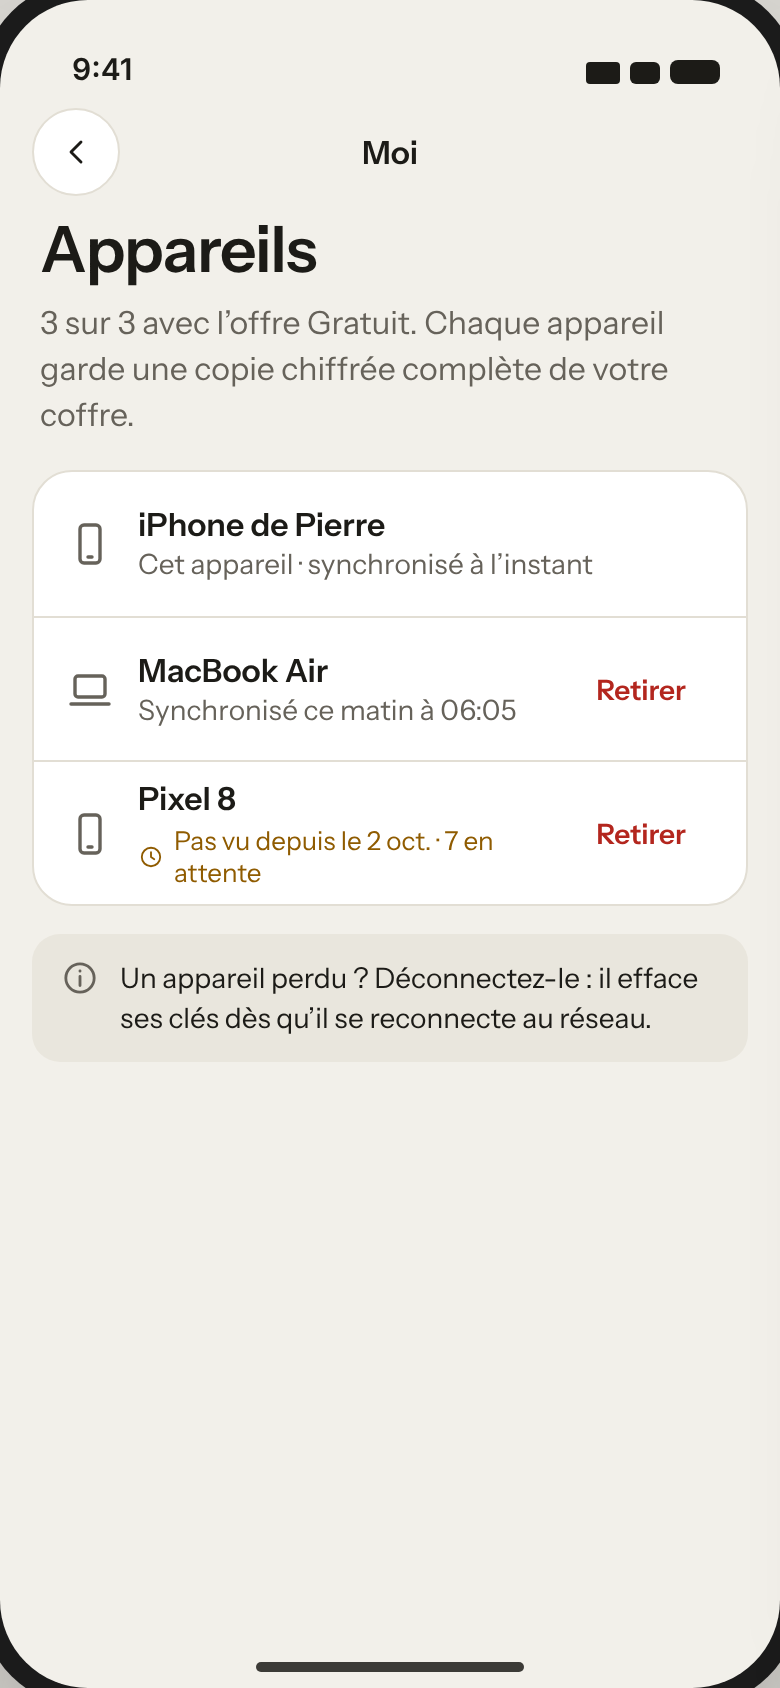 9:41
Moi
Appareils
3 sur 3 avec l’offre Gratuit. Chaque appareil
garde une copie chiffrée complète de votre
coffre.
iPhone de Pierre
Cet appareil · synchronisé à l’instant
MacBook Air
Synchronisé ce matin à 06:05
Retirer
Pixel 8
Pas vu depuis le 2 oct. · 7 en
attente
Retirer
Un appareil perdu ? Déconnectez-le : il efface
ses clés dès qu’il se reconnecte au réseau.